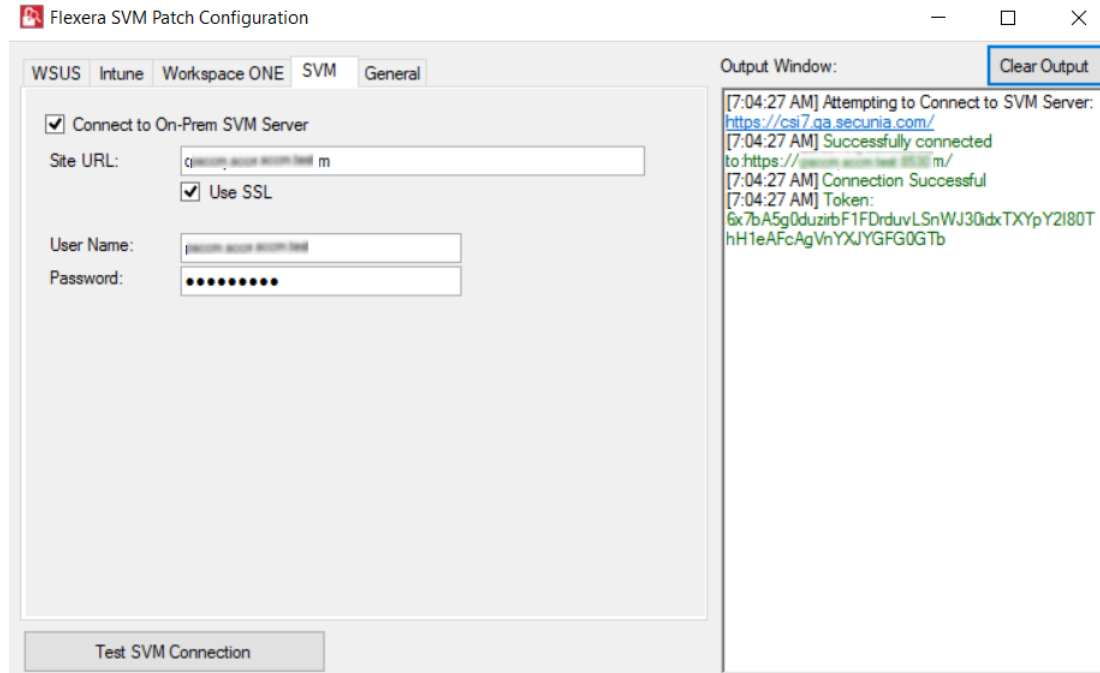 Flexera SVM Patch Configuration
WSUS
Intune
Workspace ONE
SVM
General
Output Window:
Clear Output
Connect to On-Prem SVM Server
Site URL:
Use SSL
User Name:
Password:
Test SVM Connection
[7:04:27 AM] Attempting to Connect to SVM Server:
https://csi7.qa.secunia.com/
[7:04:27 AM] Successfully connected
to:https:// m/
[7:04:27 AM] Connection Successful
[7:04:27 AM] Token:
6x7bA5g0duzirbF1FDrduvLSnWJ30idxTXYpY2I80T
hH1eAFcAgVnYXJYGFG0GTb